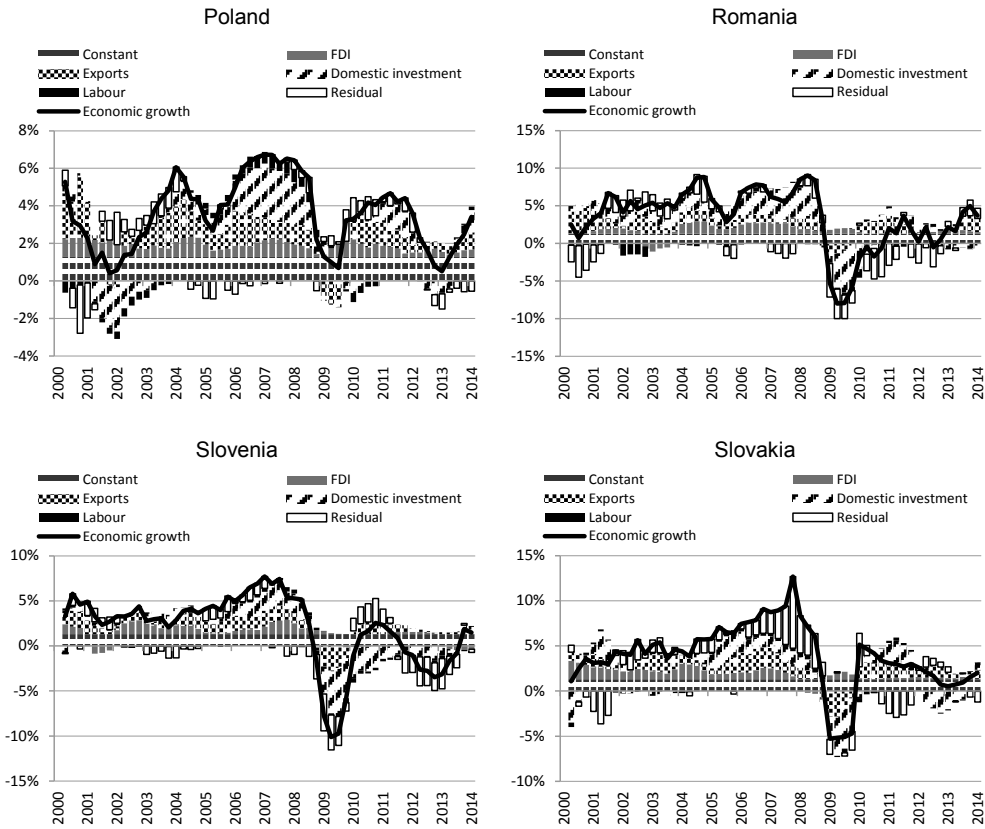 Poland
Constant FDI
Exports Domestic investment
Labour Residual
Economic growth
8%
6%
4%
2%
0%
-2%
-4%
2000 2001 2002 2003 2004 2005 2006 2007 2008 2009 2010 2011 2012 2013 2014
Romania
Constant FDI
Exports Domestic investment
Labour Residual
Economic growth
15%
10%
5%
0%
-5%
-10%
-15%
2000 2001 2002 2003 2004 2005 2006 2007 2008 2009 2010 2011 2012 2013 2014
Slovenia
Constant FDI
Exports Domestic investment
Labour Residual
Economic growth
10%
5%
0%
-5%
-10%
-15%
2000 2001 2002 2003 2004 2005 2006 2007 2008 2009 2010 2011 2012 2013 2014
Slovakia
Constant FDI
Exports Domestic investment
Labour Residual
Economic growth
15%
10%
5%
0%
-5%
-10%
2000 2001 2002 2003 2004 2005 2006 2007 2008 2009 2010 2011 2012 2013 2014